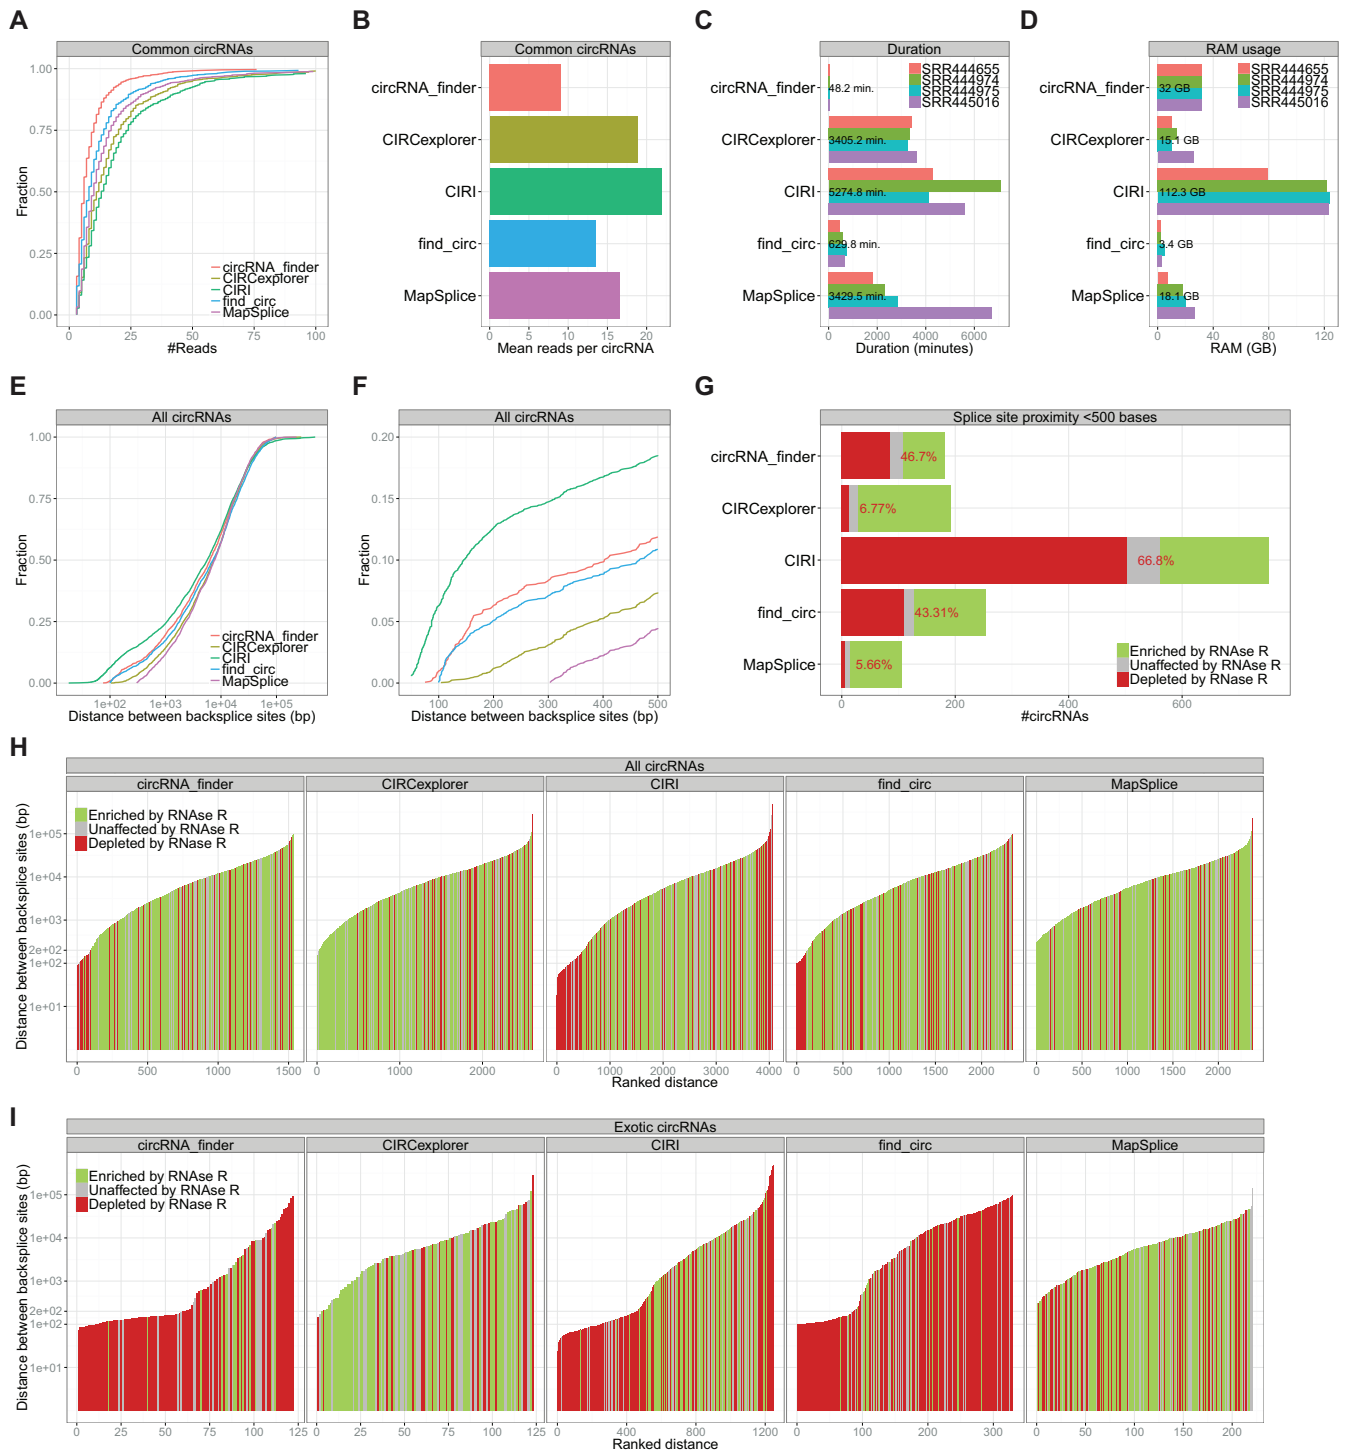 A
Common circRNAs
1.00
0.75
0.50
0.25
0.00
Fraction
circRNA_finder
CIRCexplorer
CIRI
find_circ
MapSplice
0
25
50
75
100
#Reads
B
Common circRNAs
circRNA_finder
CIRCexplorer
CIRI
find_circ
MapSplice
0
5
10
15
20
Mean reads per circRNA
C
Duration
SRR444655
SRR444974
SRR444975
SRR445016
circRNA_finder
48.2 min.
CIRCexplorer
3405.2 min.
CIRI
5274.8 min.
find_circ
629.8 min.
MapSplice
3429.5 min.
0
2000
4000
6000
Duration (minutes)
D
RAM usage
SRR444655
SRR444974
SRR444975
SRR445016
circRNA_finder
32 GB
CIRCexplorer
15.1 GB
CIRI
112.3 GB
find_circ
3.4 GB
MapSplice
18.1 GB
0
40
80
120
RAM (GB)
E
All circRNAs
1.00
0.75
0.50
0.25
0.00
Fraction
circRNA_finder
CIRCexplorer
CIRI
find_circ
MapSplice
1e+02
1e+03
1e+04
1e+05
Distance between backsplice sites (bp)
F
All circRNAs
0.20
0.15
0.10
0.05
0.00
Fraction
100
200
300
400
500
Distance between backsplice sites (bp)
G
Splice site proximity <500 bases
circRNA_finder
46.7%
CIRCexplorer
6.77%
CIRI
66.8%
find_circ
43.31%
MapSplice
5.66%
Enriched by RNAse R
Unaffected by RNAse R
Depleted by RNase R
0
200
400
600
#circRNAs
H
All circRNAs
circRNA_finder
CIRCexplorer
CIRI
find_circ
MapSplice
Enriched by RNAse R
Unaffected by RNAse R
Depleted by RNase R
1e+05
1e+04
1e+03
2e+02
1e+02
1e+01
Distance between backsplice sites (bp)
0 500 1000 1500
0 1000 2000
0 1000 2000 3000 4000
0 500 1000 1500 2000
0 500 1000 1500 2000
Ranked distance
I
Exotic circRNAs
circRNA_finder
CIRCexplorer
CIRI
find_circ
MapSplice
Enriched by RNAse R
Unaffected by RNAse R
Depleted by RNase R
1e+05
1e+04
1e+03
2e+02
1e+02
1e+01
Distance between backsplice sites (bp)
0 25 50 75 100 125
0 25 50 75 100 125
0 400 800 1200
0 100 200 300
0 50 100 150 200
Ranked distance